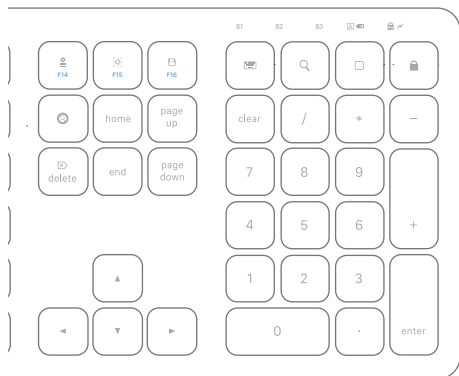 B1 B2 B3 A
F14 F15 F16
home page up
clear / * −
delete end page down
7 8 9
4 5 6 +
1 2 3
0 . enter